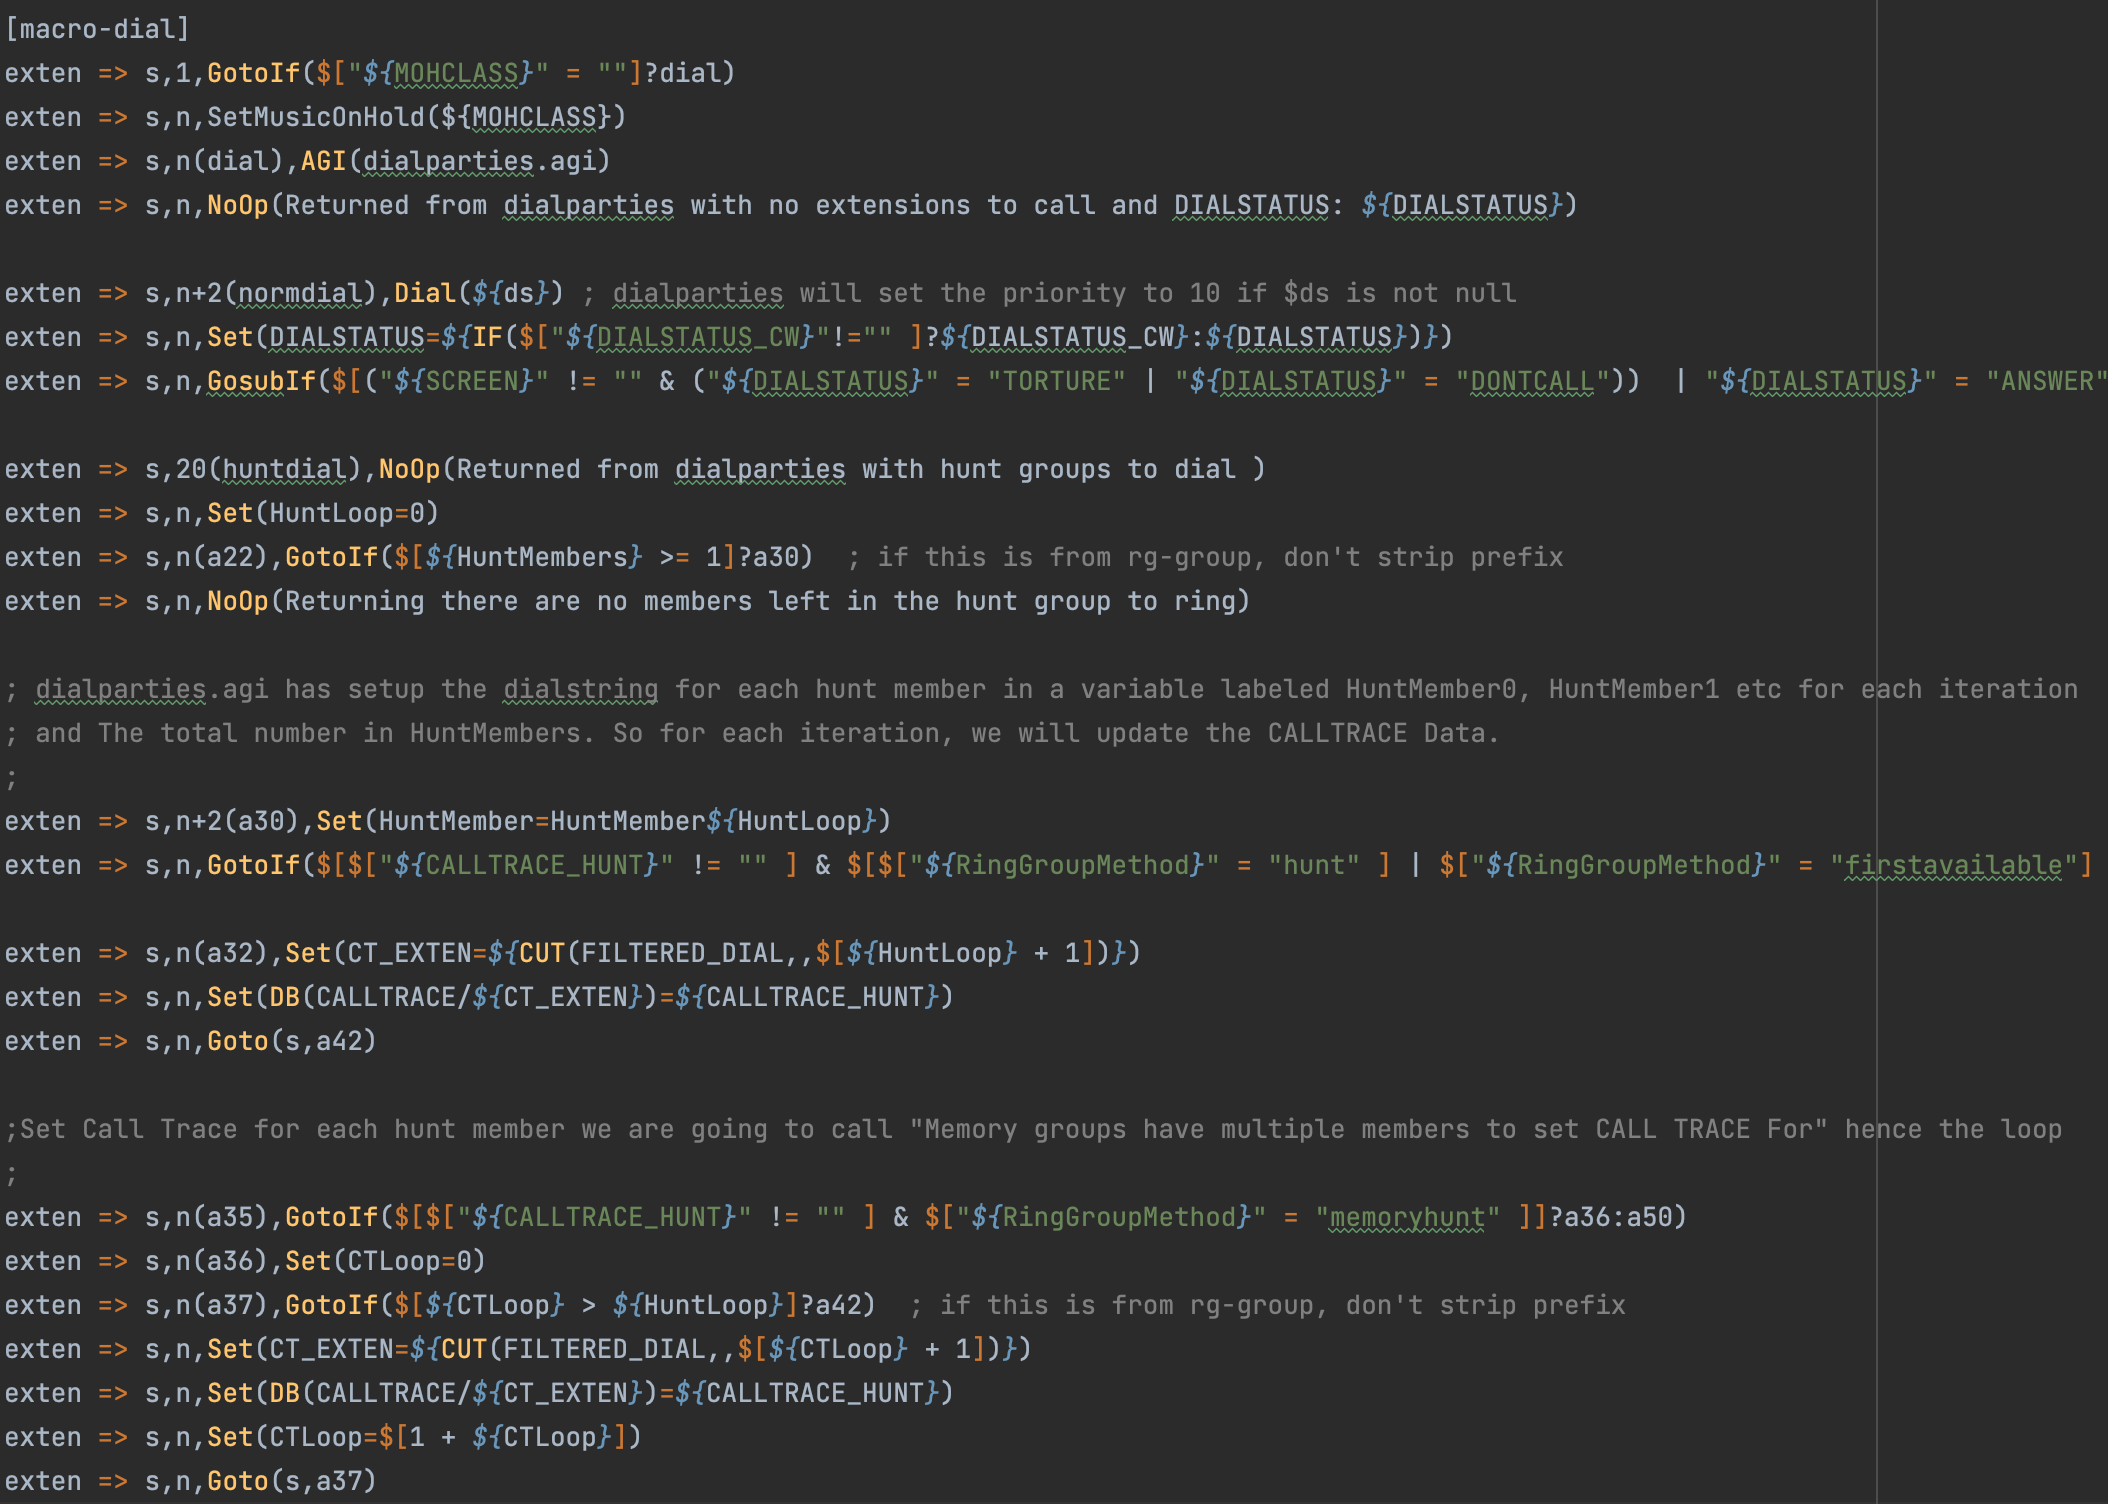 [macro-dial]
exten => s,1,GotoIf($["${MOHCLASS}" = ""]?dial)
exten => s,n,SetMusicOnHold(${MOHCLASS})
exten => s,n(dial),AGI(dialparties.agi)
exten => s,n,NoOp(Returned from dialparties with no extensions to call and DIALSTATUS: ${DIALSTATUS})
exten => s,n+2(normdial),Dial(${ds}) ; dialparties will set the priority to 10 if $ds is not null
exten => s,n,Set(DIALSTATUS=${IF($["${DIALSTATUS_CW}"!="" ]?${DIALSTATUS_CW}:${DIALSTATUS})})
exten => s,n,GosubIf($[("${SCREEN}" != "" & ("${DIALSTATUS}" = "TORTURE" | "${DIALSTATUS}" = "DONTCALL"))  | "${DIALSTATUS}" = "ANSWER"
exten => s,20(huntdial),NoOp(Returned from dialparties with hunt groups to dial )
exten => s,n,Set(HuntLoop=0)
exten => s,n(a22),GotoIf($[${HuntMembers} >= 1]?a30)  ; if this is from rg-group, don't strip prefix
exten => s,n,NoOp(Returning there are no members left in the hunt group to ring)
; dialparties.agi has setup the dialstring for each hunt member in a variable labeled HuntMember0, HuntMember1 etc for each iteration
; and The total number in HuntMembers. So for each iteration, we will update the CALLTRACE Data.
;
exten => s,n+2(a30),Set(HuntMember=HuntMember${HuntLoop})
exten => s,n,GotoIf($[$["${CALLTRACE_HUNT}" != "" ] & $[$["${RingGroupMethod}" = "hunt" ] | $["${RingGroupMethod}" = "firstavailable"]
exten => s,n(a32),Set(CT_EXTEN=${CUT(FILTERED_DIAL,,$[${HuntLoop} + 1])})
exten => s,n,Set(DB(CALLTRACE/${CT_EXTEN})=${CALLTRACE_HUNT})
exten => s,n,Goto(s,a42)
;Set Call Trace for each hunt member we are going to call "Memory groups have multiple members to set CALL TRACE For" hence the loop
;
exten => s,n(a35),GotoIf($[$["${CALLTRACE_HUNT}" != "" ] & $["${RingGroupMethod}" = "memoryhunt" ]]?a36:a50)
exten => s,n(a36),Set(CTLoop=0)
exten => s,n(a37),GotoIf($[${CTLoop} > ${HuntLoop}]?a42)  ; if this is from rg-group, don't strip prefix
exten => s,n,Set(CT_EXTEN=${CUT(FILTERED_DIAL,,$[${CTLoop} + 1])})
exten => s,n,Set(DB(CALLTRACE/${CT_EXTEN})=${CALLTRACE_HUNT})
exten => s,n,Set(CTLoop=$[1 + ${CTLoop}])
exten => s,n,Goto(s,a37)